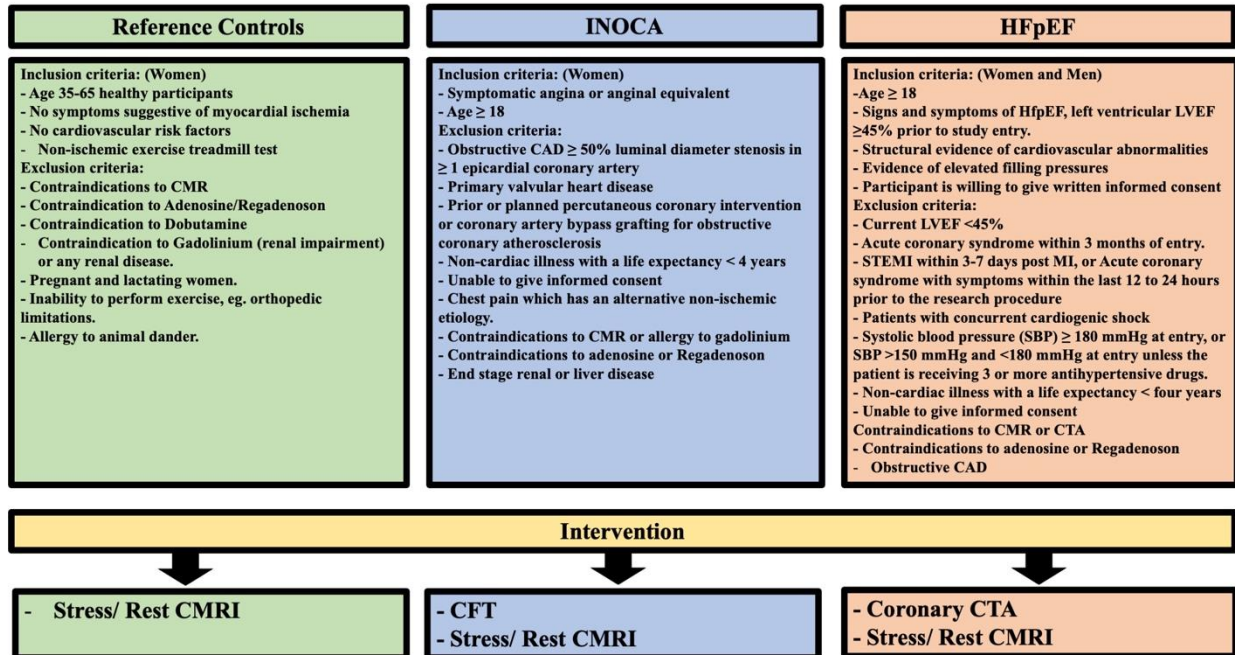 Reference Controls
Inclusion criteria: (Women)
- Age 35-65 healthy participants
- No symptoms suggestive of myocardial ischemia
- No cardiovascular risk factors
- Non-ischemic exercise treadmill test
Exclusion criteria:
- Contraindications to CMR
- Contraindication to Adenosine/Regadenoson
- Contraindication to Dobutamine
- Contraindication to Gadolinium (renal impairment)
or any renal disease.
- Pregnant and lactating women.
- Inability to perform exercise, eg. orthopedic
limitations.
- Allergy to animal dander.
INOCA
Inclusion criteria: (Women)
- Symptomatic angina or anginal equivalent
- Age ≥ 18
Exclusion criteria:
- Obstructive CAD ≥ 50% luminal diameter stenosis in
≥ 1 epicardial coronary artery
- Primary valvular heart disease
- Prior or planned percutaneous coronary intervention
or coronary artery bypass grafting for obstructive
coronary atherosclerosis
- Non-cardiac illness with a life expectancy < 4 years
- Unable to give informed consent
- Chest pain which has an alternative non-ischemic
etiology.
- Contraindications to CMR or allergy to gadolinium
- Contraindications to adenosine or Regadenoson
- End stage renal or liver disease
HFpEF
Inclusion criteria: (Women and Men)
-Age ≥ 18
- Signs and symptoms of HfpEF, left ventricular LVEF
≥45% prior to study entry.
- Structural evidence of cardiovascular abnormalities
- Evidence of elevated filling pressures
- Participant is willing to give written informed consent
Exclusion criteria:
- Current LVEF <45%
- Acute coronary syndrome within 3 months of entry.
- STEMI within 3-7 days post MI, or Acute coronary
syndrome with symptoms within the last 12 to 24 hours
prior to the research procedure
- Patients with concurrent cardiogenic shock
- Systolic blood pressure (SBP) ≥ 180 mmHg at entry, or
SBP >150 mmHg and <180 mmHg at entry unless the
patient is receiving 3 or more antihypertensive drugs.
- Non-cardiac illness with a life expectancy < four years
- Unable to give informed consent
Contraindications to CMR or CTA
- Contraindications to adenosine or Regadenoson
- Obstructive CAD
Intervention
- Stress/ Rest CMRI
- CFT
- Stress/ Rest CMRI
- Coronary CTA
- Stress/ Rest CMRI